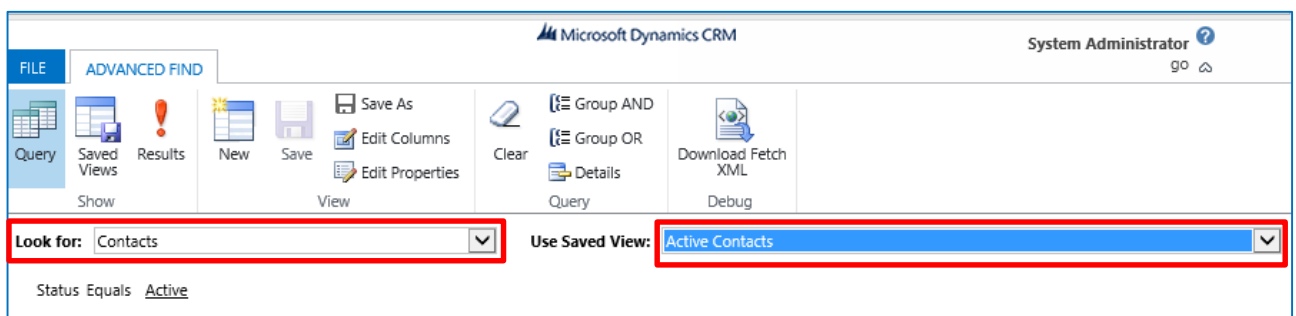 Microsoft Dynamics CRM
System Administrator
go
FILE ADVANCED FIND
Query
Saved Views
Results
Show
New
Save
Save As
Edit Columns
Edit Properties
View
Clear
Group AND
Group OR
Details
Query
Download Fetch XML
Debug
Look for: Contacts
Use Saved View: Active Contacts
Status Equals Active